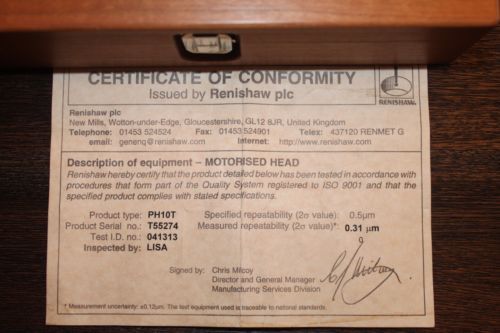 CERTIFICATE OF CONFORMITY
Issued by Renishaw plc
RENISHAW
Renishaw plc
New Mills, Wotton-under-Edge, Gloucestershire, GL12 8JR, United Kingdom
Telephone: 01453 524524 Fax: 01453 524901 Telex: 437120 RENMET G
email: genenq@renishaw.com Internet: http://www.renishaw.com
Description of equipment – MOTORISED HEAD
Renishaw hereby certify that the product detailed below has been tested in accordance with
procedures that form part of the Quality System registered to ISO 9001 and that the
specified product complies with stated specifications.
Product type: PH10T Specified repeatability (2σ value): 0.5µm
Product Serial no: T55274 Measured repeatability (2σ value)*: 0.31 µm
Test I.D. no: 041313
Inspected by: LISA
Signed by: Chris Milcoy
Director and General Manager
Manufacturing Services Division
* Measurement uncertainty: ±0.12µm. The test equipment used is traceable to national standards.